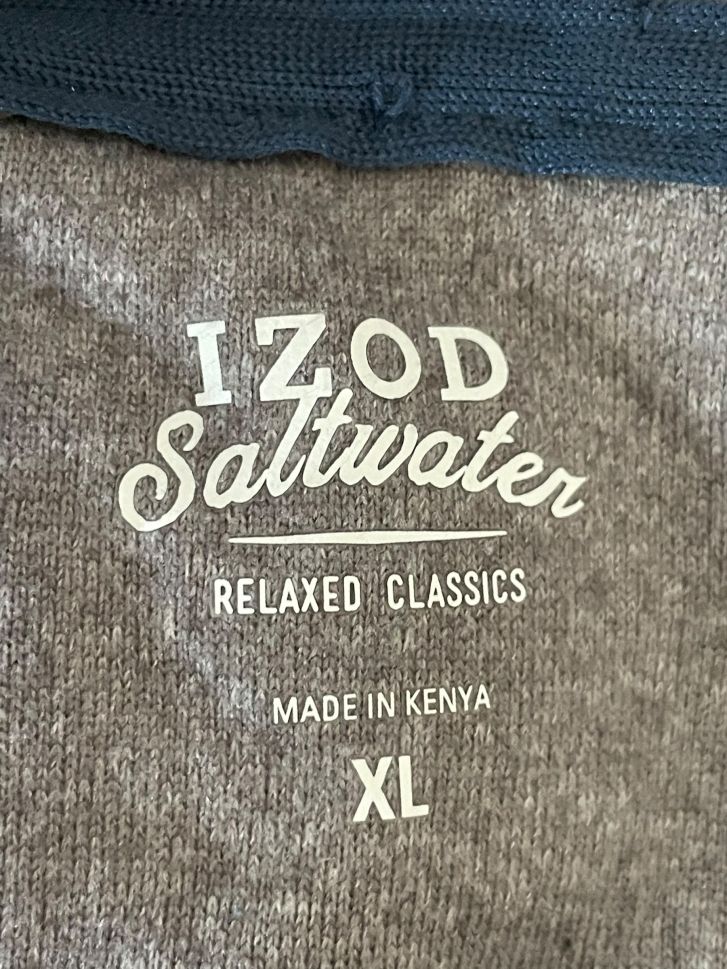 IZOD
Saltwater
RELAXED CLASSICS
MADE IN KENYA
XL